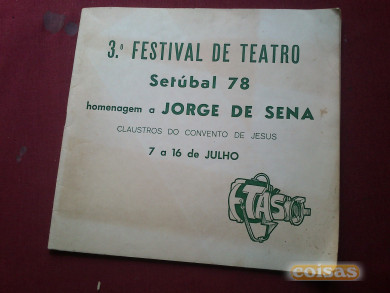 3.º FESTIVAL DE TEATRO
Setúbal 78
homenagem a JORGE DE SENA
CLAUSTROS DO CONVENTO DE JESUS
7 a 16 de JULHO
coisas